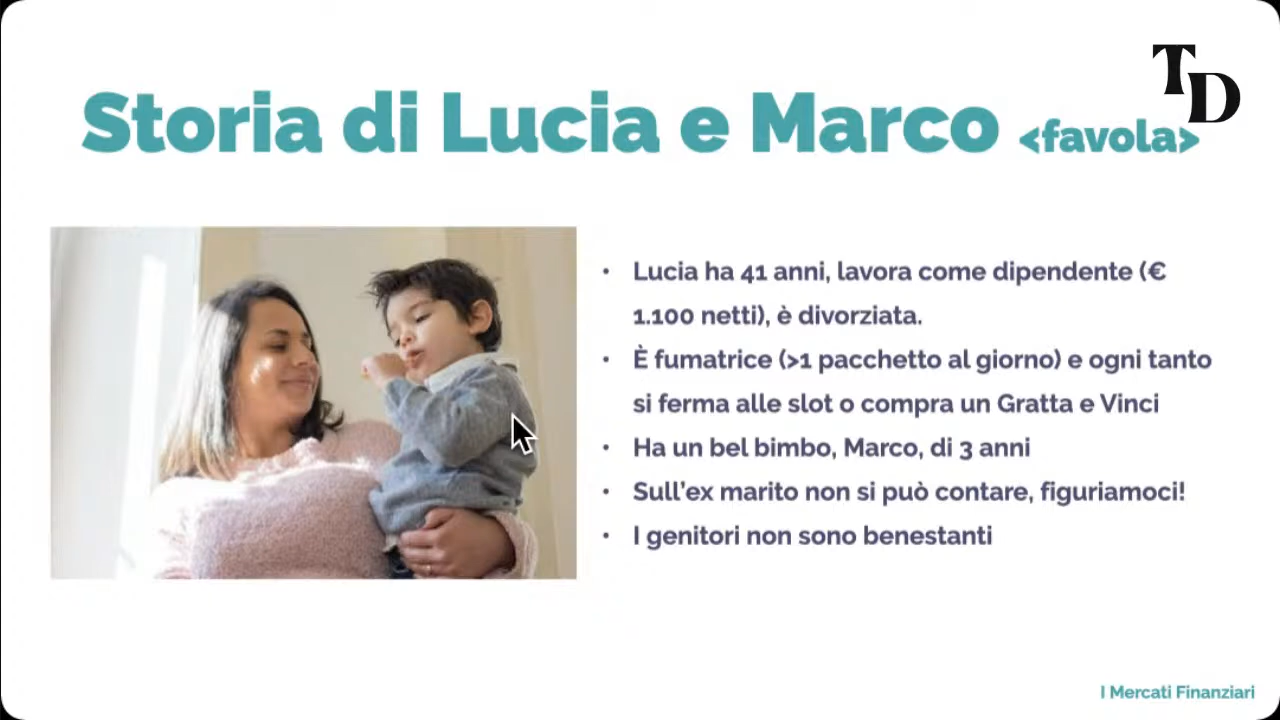 TD
Storia di Lucia e Marco <favola>
• Lucia ha 41 anni, lavora come dipendente (€
1.100 netti), è divorziata.
• È fumatrice (>1 pacchetto al giorno) e ogni tanto
si ferma alle slot o compra un Gratta e Vinci
• Ha un bel bimbo, Marco, di 3 anni
• Sull'ex marito non si può contare, figuriamoci!
• I genitori non sono benestanti
I Mercati Finanziari